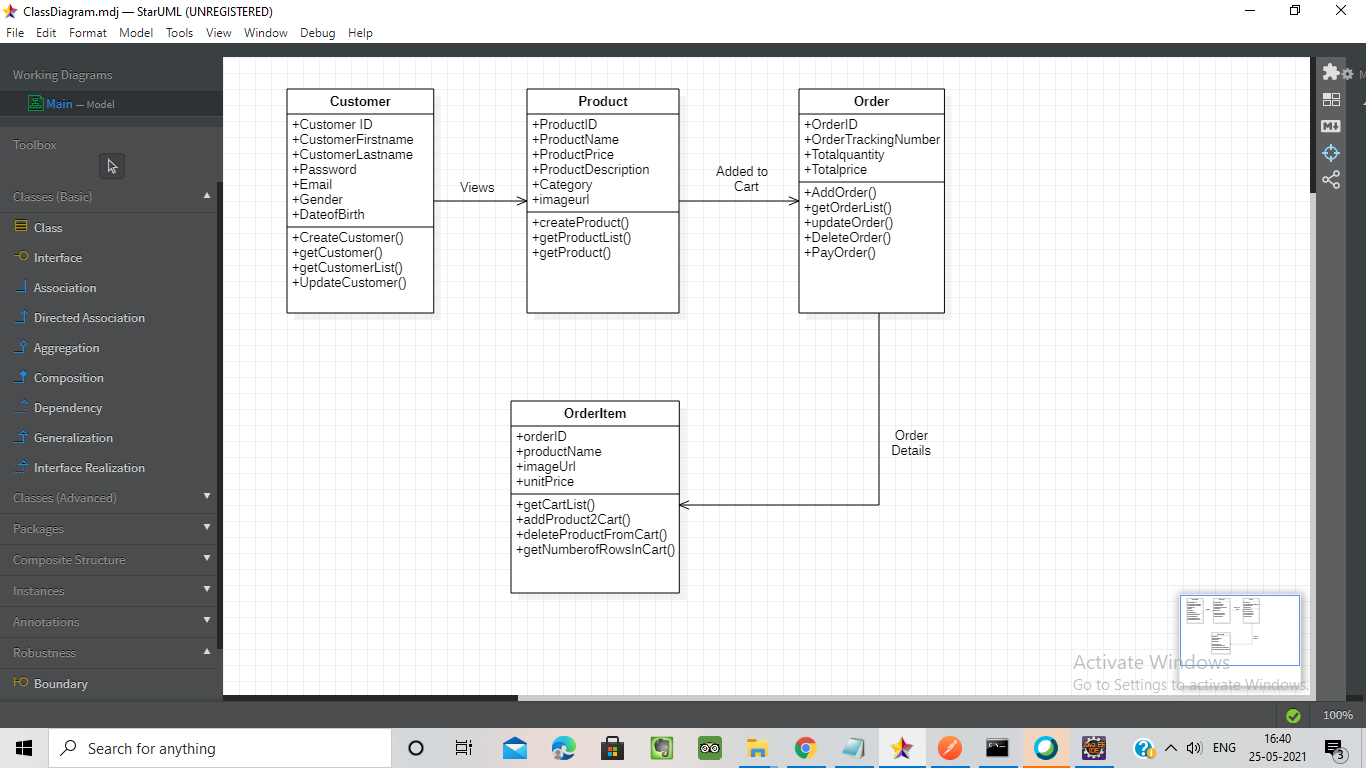 ClassDiagram.mdj — StarUML (UNREGISTERED)
File Edit Format Model Tools View Window Debug Help
Working Diagrams
Main — Model
Toolbox
Classes (Basic)
Class
Interface
Association
Directed Association
Aggregation
Composition
Dependency
Generalization
Interface Realization
Classes (Advanced)
Packages
Composite Structure
Instances
Annotations
Robustness
Boundary
Customer
+Customer ID
+CustomerFirstname
+CustomerLastname
+Password
+Email
+Gender
+DateofBirth
+CreateCustomer()
+getCustomer()
+getCustomerList()
+UpdateCustomer()
Views
Product
+ProductID
+ProductName
+ProductPrice
+ProductDescription
+Category
+imageurl
+createProduct()
+getProductList()
+getProduct()
Added to
Cart
Order
+OrderID
+OrderTrackingNumber
+Totalquantity
+Totalprice
+AddOrder()
+getOrderList()
+updateOrder()
+DeleteOrder()
+PayOrder()
Order
Details
OrderItem
+orderID
+productName
+imageUrl
+unitPrice
+getCartList()
+addProduct2Cart()
+deleteProductFromCart()
+getNumberofRowsInCart()
M
Activate Windows
Go to Settings to activate Windows.
100%
Search for anything
ENG
16:40
25-05-2021
3